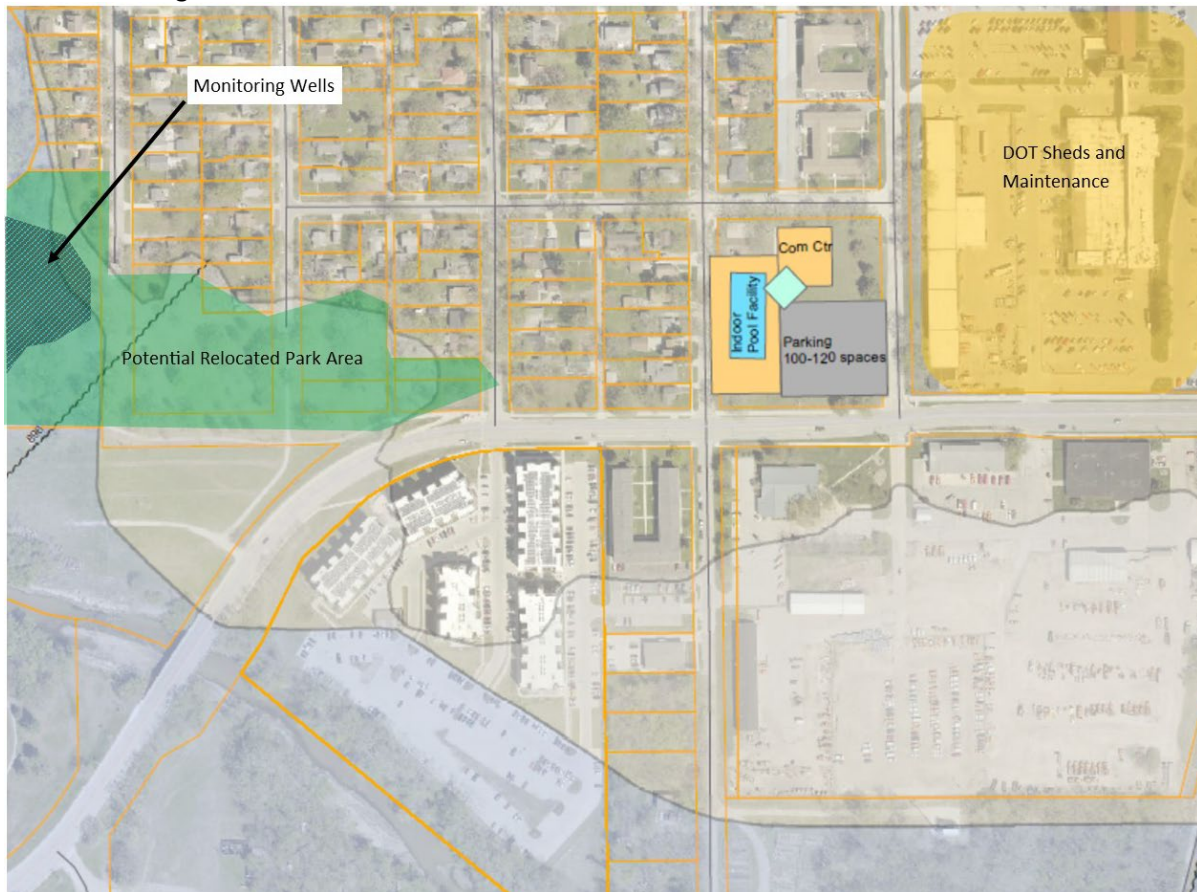 Monitoring Wells
DOT Sheds and
Maintenance
Com Ctr
Indoor
Pool Facility
Parking
100-120 spaces
Potential Relocated Park Area